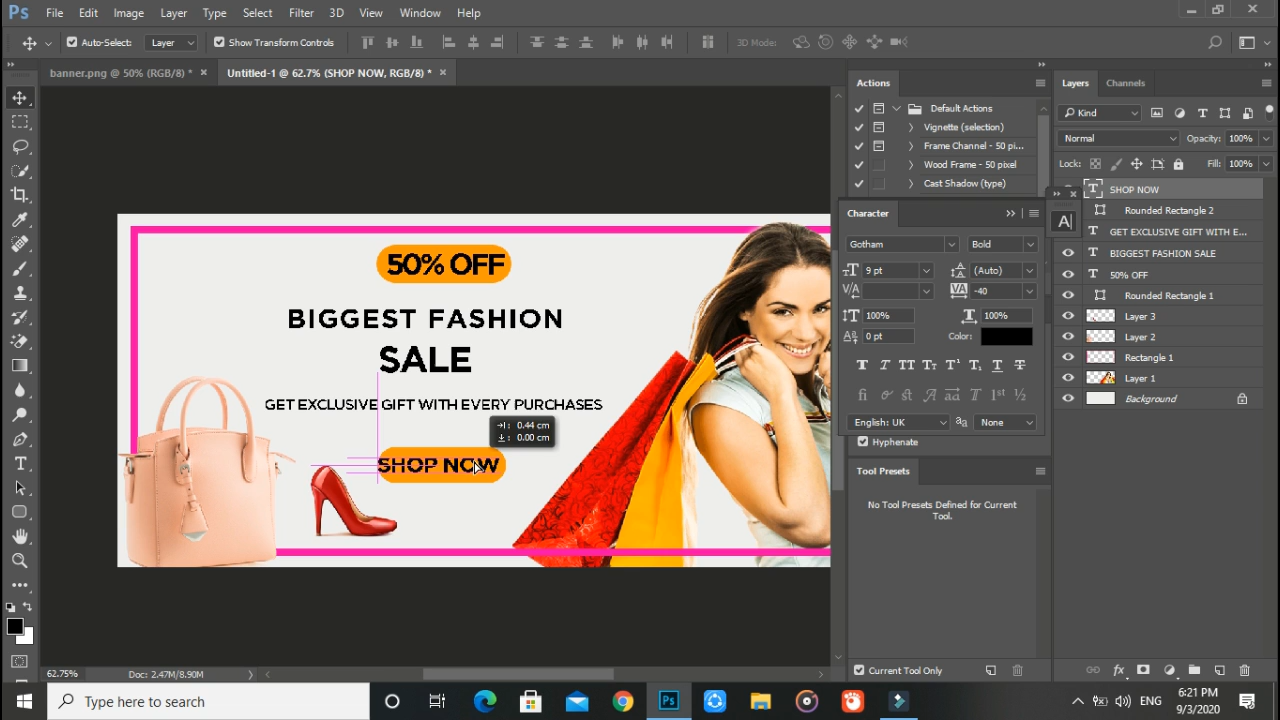 Ps File Edit Image Layer Type Select Filter 3D View Window Help
Auto-Select: Layer Show Transform Controls 3D Mode:
banner.png @ 50% (RGB/8) * × Untitled-1 @ 62.7% (SHOP NOW, RGB/8) * ×
50% OFF
BIGGEST FASHION
SALE
GET EXCLUSIVE GIFT WITH EVERY PURCHASES
SHOP NOW
0.44 cm
0.00 cm
Actions
Default Actions
Vignette (selection)
Frame Channel - 50 pi...
Wood Frame - 50 pixel
Cast Shadow (type)
Character
Gotham Bold
9 pt (Auto)
-40
100% 100%
0 pt Color:
English: UK None
Hyphenate
Tool Presets
No Tool Presets Defined for Current
Tool.
Current Tool Only
Layers Channels
Kind
Normal Opacity: 100%
Lock: Fill: 100%
SHOP NOW
Rounded Rectangle 2
GET EXCLUSIVE GIFT WITH E...
BIGGEST FASHION SALE
50% OFF
Rounded Rectangle 1
Layer 3
Layer 2
Rectangle 1
Layer 1
Background
62.75% Doc: 2.47M/8.90M
Type here to search
Ps
ENG
6:21 PM
9/3/2020